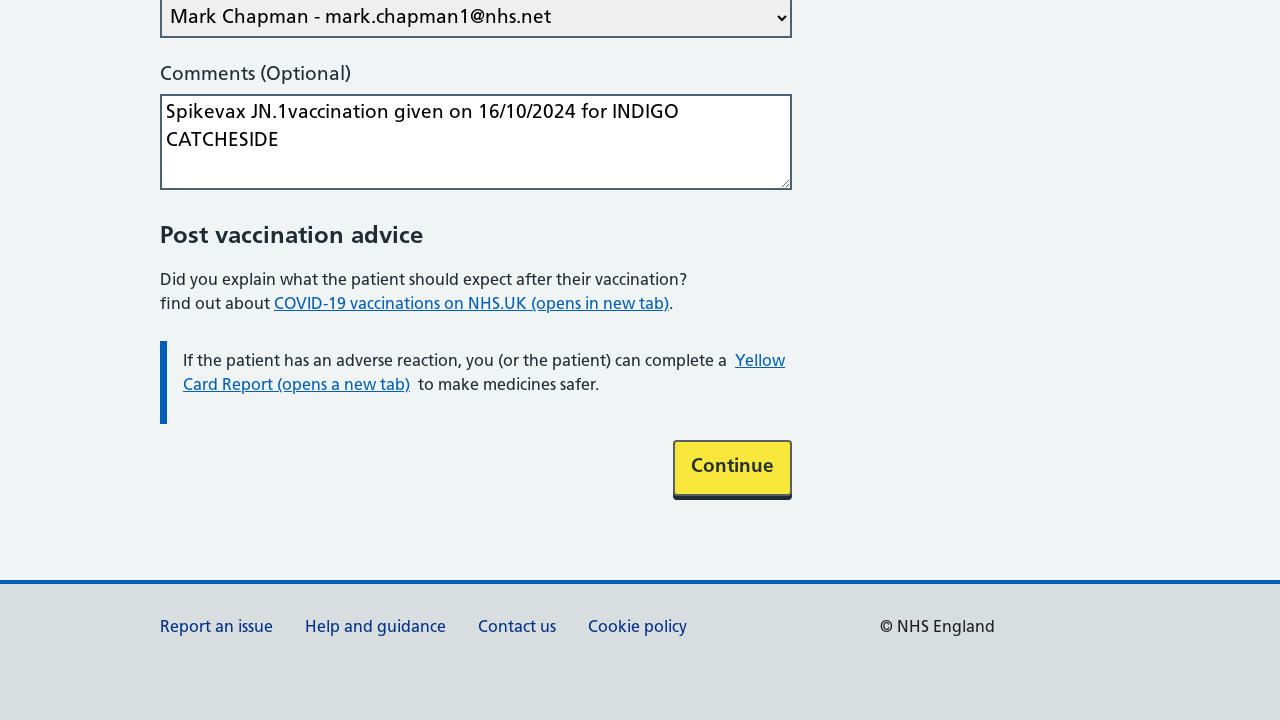 Mark Chapman - mark.chapman1@nhs.net
Comments (Optional)
Spikevax JN.1vaccination given on 16/10/2024 for INDIGO
CATCHESIDE
Post vaccination advice
Did you explain what the patient should expect after their vaccination?
find out about COVID-19 vaccinations on NHS.UK (opens in new tab).
If the patient has an adverse reaction, you (or the patient) can complete a Yellow
Card Report (opens a new tab) to make medicines safer.
Continue
Report an issue Help and guidance Contact us Cookie policy © NHS England